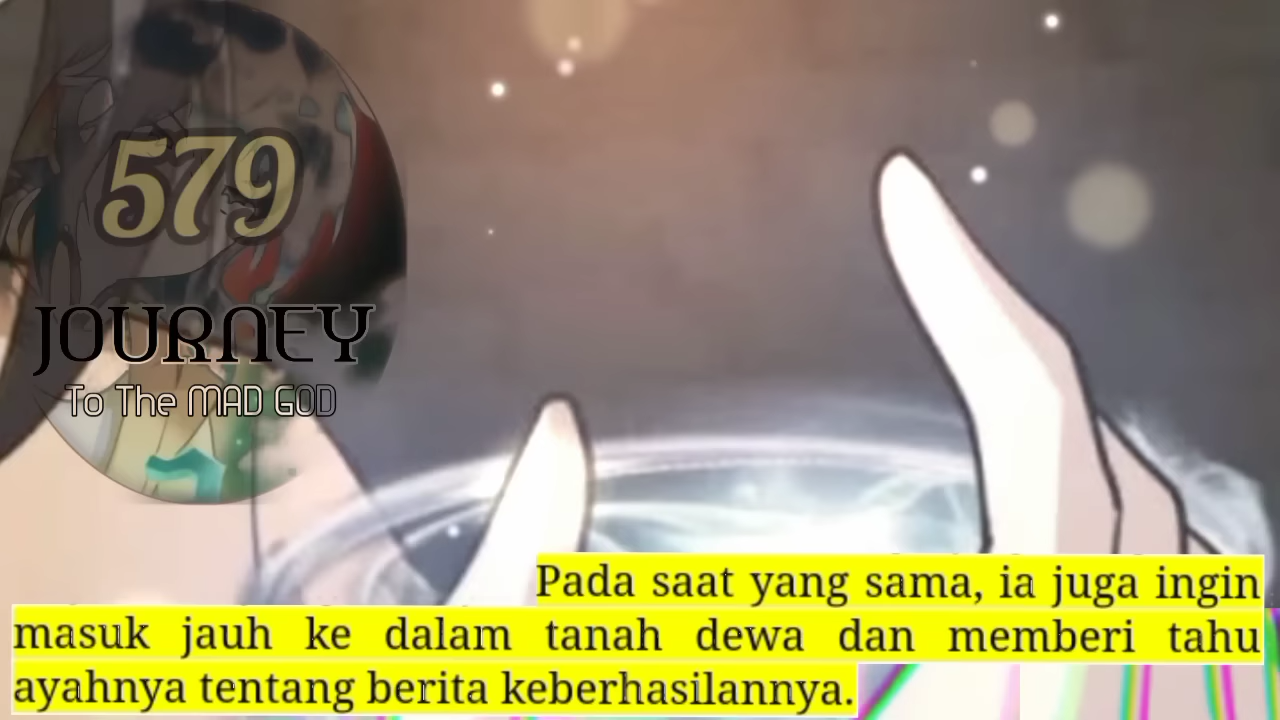 579
JOURNEY
To The MAD GOD
Pada saat yang sama, ia juga ingin
masuk jauh ke dalam tanah dewa dan memberi tahu
ayahnya tentang berita keberhasilannya.